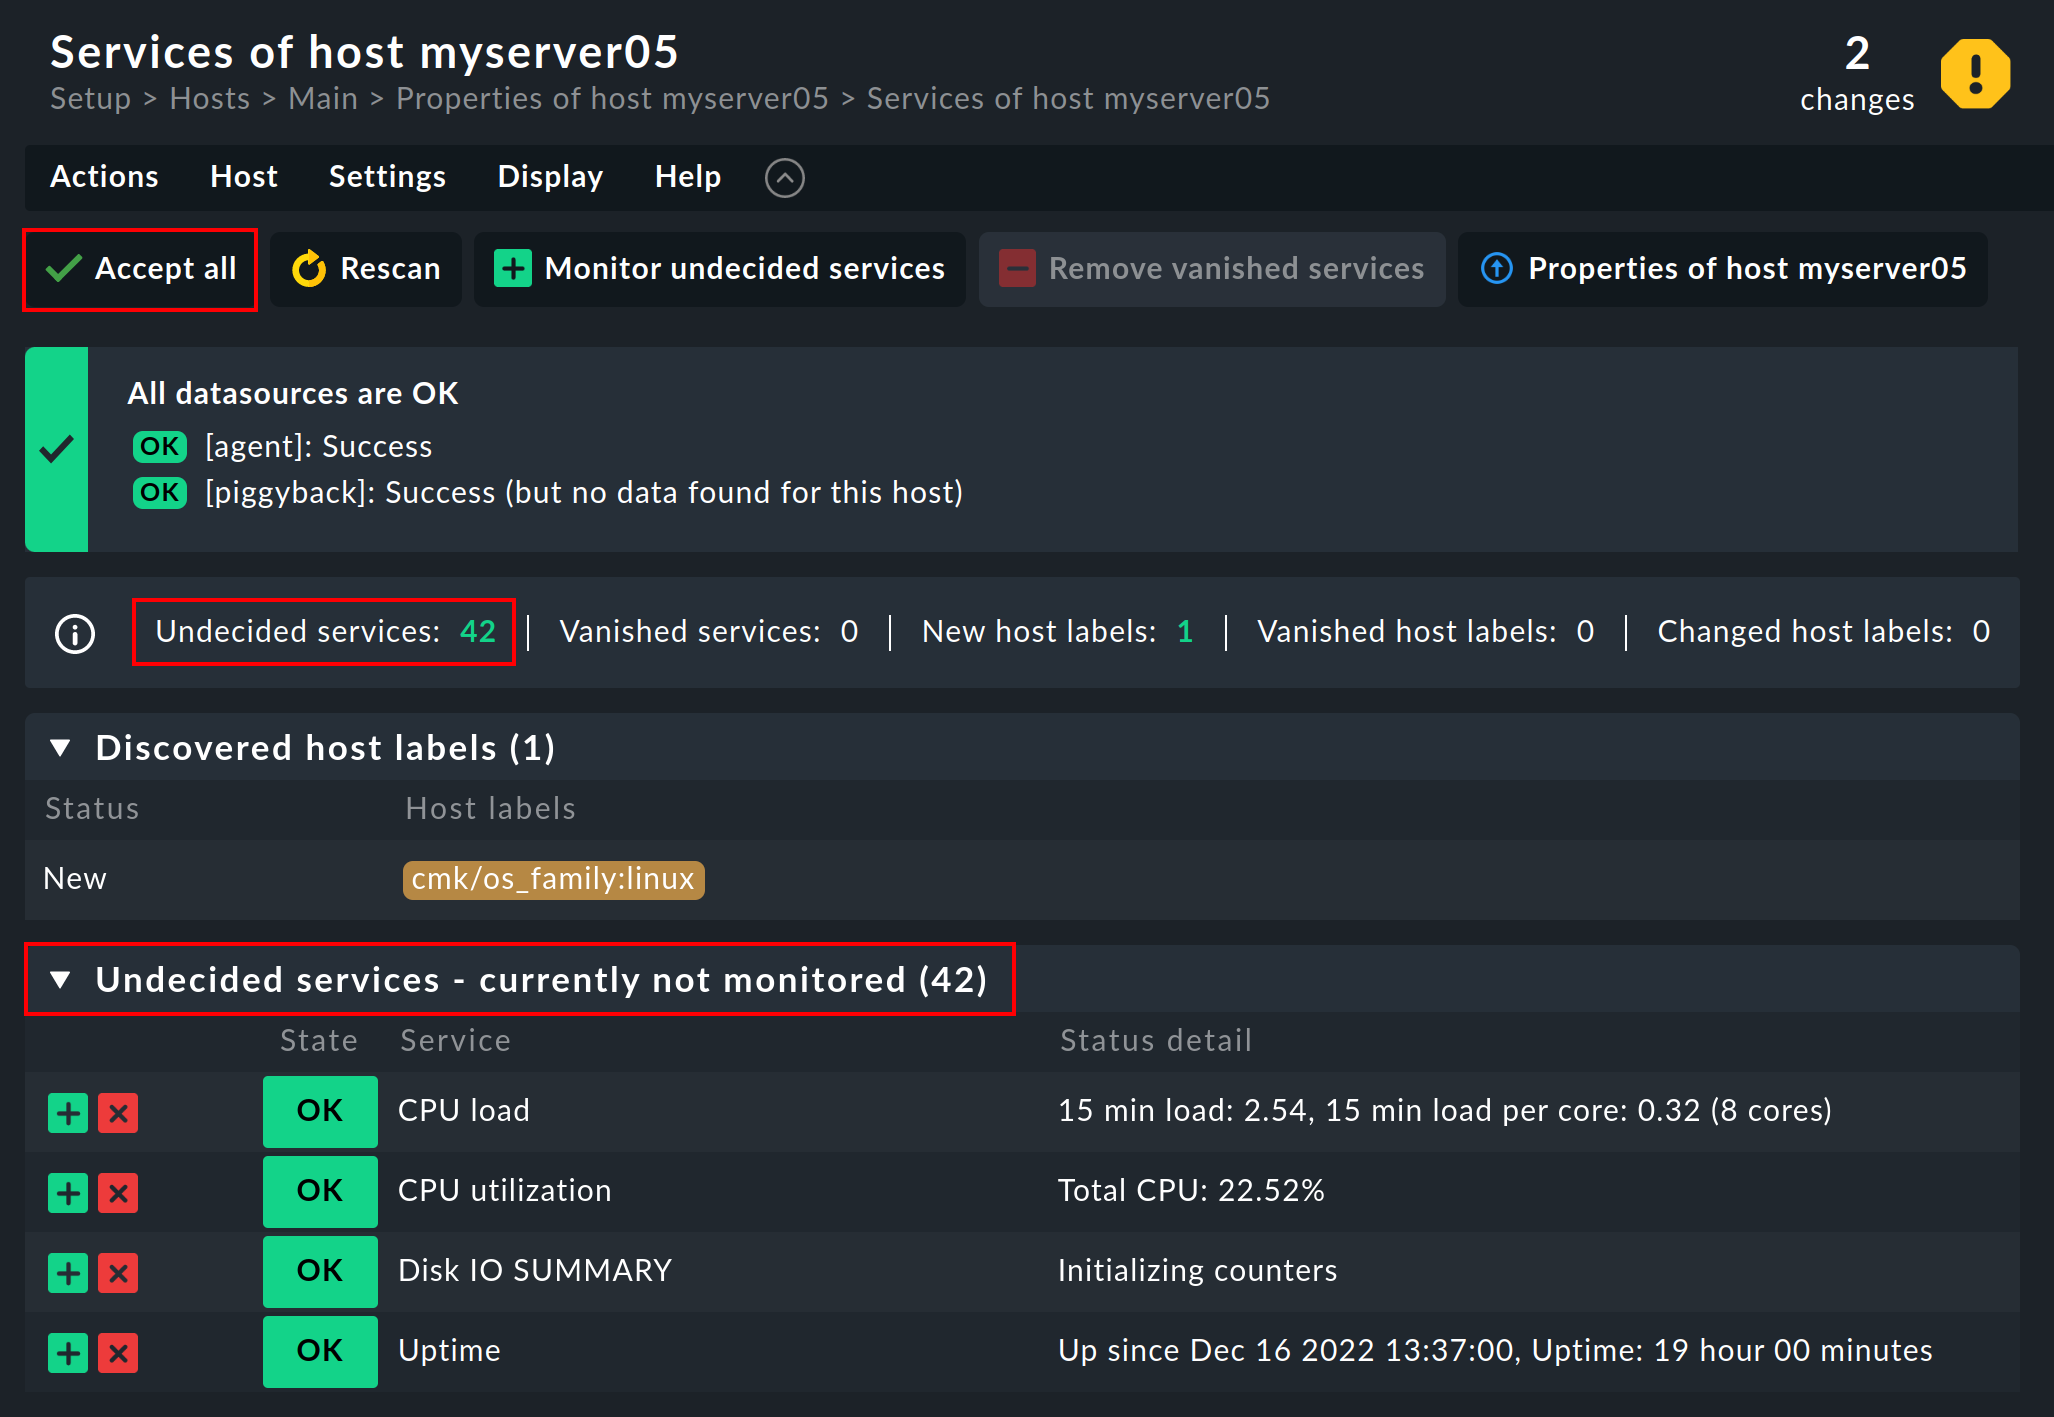 Services of host myserver05
2
changes
Setup > Hosts > Main > Properties of host myserver05 > Services of host myserver05
Actions Host Settings Display Help
Accept all Rescan Monitor undecided services Remove vanished services Properties of host myserver05
All datasources are OK
OK [agent]: Success
OK [piggyback]: Success (but no data found for this host)
Undecided services: 42 | Vanished services: 0 | New host labels: 1 | Vanished host labels: 0 | Changed host labels: 0
Discovered host labels (1)
Status Host labels
New cmk/os_family:linux
Undecided services - currently not monitored (42)
State Service Status detail
OK CPU load 15 min load: 2.54, 15 min load per core: 0.32 (8 cores)
OK CPU utilization Total CPU: 22.52%
OK Disk IO SUMMARY Initializing counters
OK Uptime Up since Dec 16 2022 13:37:00, Uptime: 19 hour 00 minutes